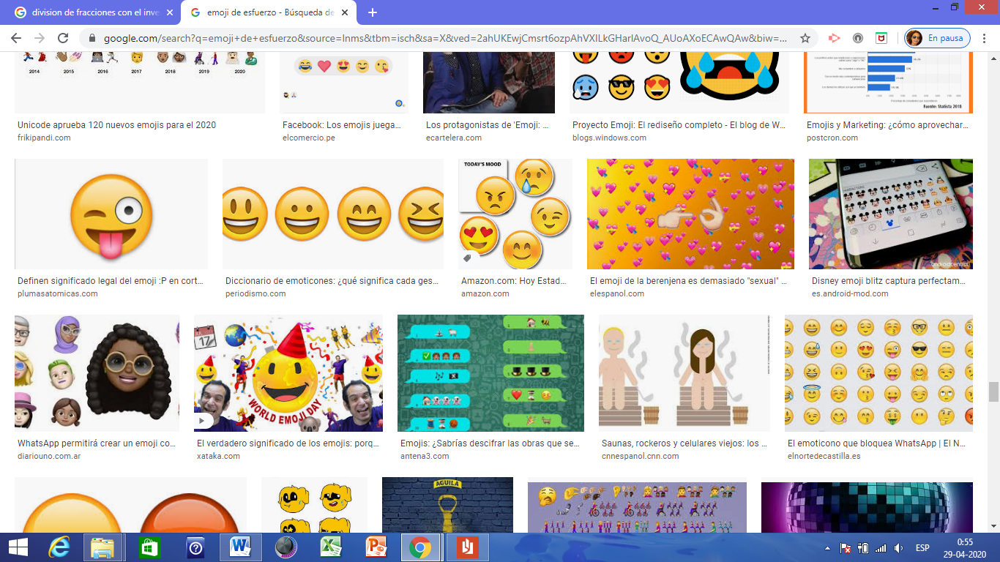 division de fracciones con el inve
emoji de esfuerzo - Búsqueda de
google.com/search?q=emoji+de+esfuerzo&source=lnms&tbm=isch&sa=X&ved=2ahUKEwjCmsrt6ozpAhVXILkGHarlAvoQ_AUoAXoECAwQAw&biw=...
En pausa
2014 2015 2016 2017 2018 2019 2020
Fuente: Statista 2018
Unicode aprueba 120 nuevos emojis para el 2020
frikipandi.com
Facebook: Los emojis juega...
elcomercio.pe
Los protagonistas de 'Emoji: ...
ecartelera.com
Proyecto Emoji: El rediseño completo - El blog de W...
blogs.windows.com
Emojis y Marketing: ¿cómo aprovechar...
postcron.com
TODAY'S MOOD
androidcentral
Definen significado legal del emoji :P en cort...
plumasatomicas.com
Diccionario de emoticones: ¿qué significa cada ges...
periodismo.com
Amazon.com: Hoy Estad...
amazon.com
El emoji de la berenjena es demasiado "sexual" ...
elespanol.com
Disney emoji blitz captura perfectam...
es.android-mod.com
JUL
17
WORLD EMOJI DAY
WhatsApp permitirá crear un emoji co...
diariouno.com.ar
El verdadero significado de los emojis: porq...
xataka.com
Emojis: ¿Sabrías descifrar las obras que se...
antena3.com
Saunas, rockeros y celulares viejos: los ...
cnnespanol.cnn.com
El emoticono que bloquea WhatsApp | El N...
elnortedecastilla.es
AGUILA
ESP
0:55
29-04-2020